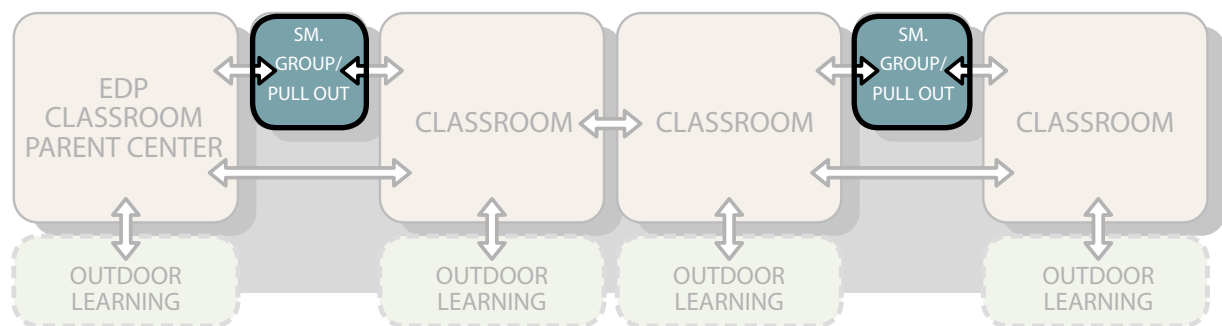 EDP
CLASSROOM
PARENT CENTER
SM.
GROUP/
PULL OUT
CLASSROOM
CLASSROOM
SM.
GROUP/
PULL OUT
CLASSROOM
OUTDOOR
LEARNING
OUTDOOR
LEARNING
OUTDOOR
LEARNING
OUTDOOR
LEARNING